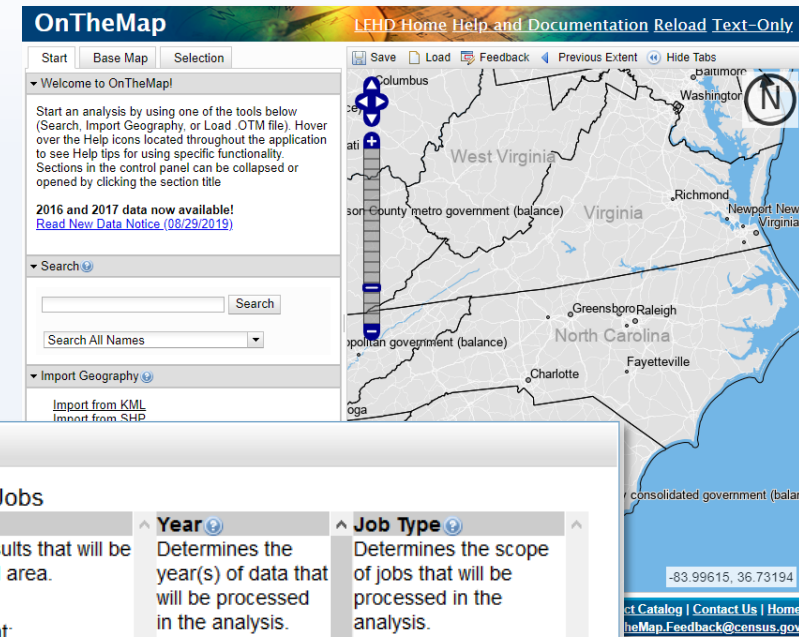 OnTheMap
LEHD Home Help and Documentation Reload Text-Only
Start Base Map Selection
Save Load Feedback Previous Extent Hide Tabs
Welcome to OnTheMap!
Start an analysis by using one of the tools below
(Search, Import Geography, or Load .OTM file). Hover
over the Help icons located throughout the application
to see Help tips for using specific functionality.
Sections in the control panel can be collapsed or
opened by clicking the section title
2016 and 2017 data now available!
Read New Data Notice (08/29/2019)
Search
Search
Search All Names
Import Geography
Import from KML
Import from SHP
Columbus
Baltimore
Washington
N
West Virginia
Richmond
son County metro government (balance)
Virginia
Newport New
Virginia
Greensboro Raleigh
North Carolina
opolitan government (balance)
Fayetteville
Charlotte
oga
consolidated government (balan
-83.99615, 36.73194
ct Catalog | Contact Us | Home
heMap.Feedback@census.gov
Jobs
sults that will be
area.
nt:
Year
Determines the
year(s) of data that
will be processed
in the analysis.
Job Type
Determines the scope
of jobs that will be
processed in the
analysis.